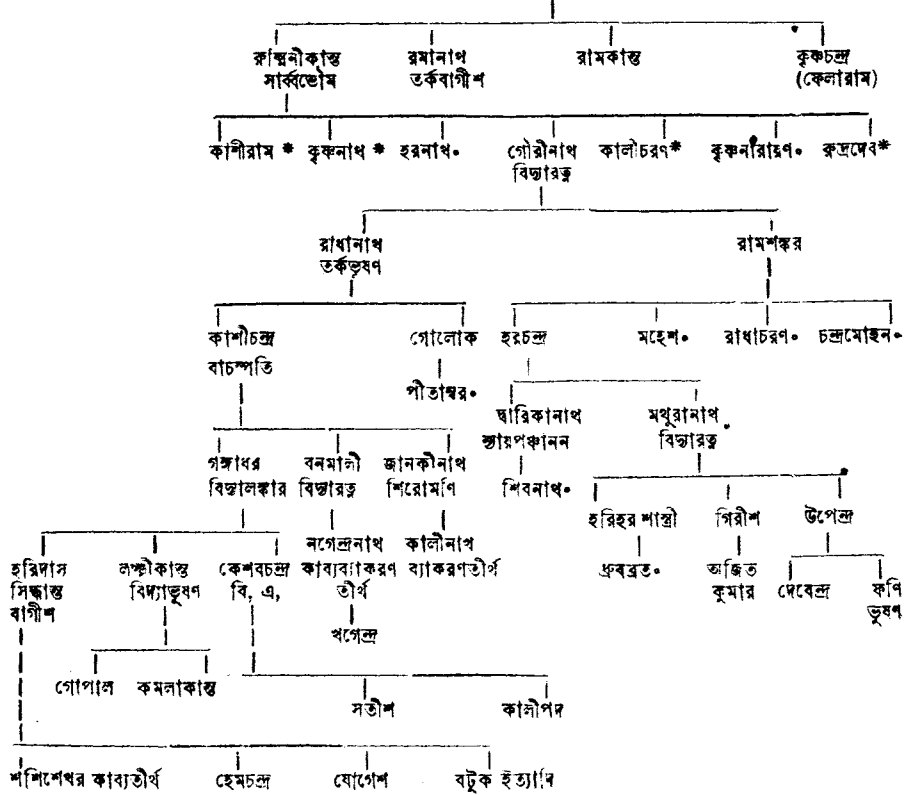 রুক্মিনীকান্ত রমানাথ রামকান্ত কৃষ্ণচন্দ্র
সার্ব্বভৌম তর্কবাগীশ (ফেলারাম)
কাশীরাম * কৃষ্ণনাথ * হরনাথ॰ গৌরীনাথ কালীচরণ* কৃষ্ণনারায়ণ॰ রুদ্রদেব*
বিদ্যারত্ন
রাধানাথ রামশঙ্কর
তর্কভূষণ
কাশীচন্দ্র গোলোক হরচন্দ্র মহেশ॰ রাধাচরণ॰ চন্দ্রমোহন॰
বাচস্পতি
পীতাম্বর॰
দ্বারিকানাথ মথুরানাথ
ন্যায়পঞ্চানন বিদ্যারত্ন
গঙ্গাধর বনমালী জানকীনাথ
বিদ্যালঙ্কার বিদ্যারত্ন শিরোমণি শিবনাথ॰
হরিহর শাস্ত্রী গিরীশ উপেন্দ্র
নগেন্দ্রনাথ কালীনাথ
হরিদাস লক্ষ্মীকান্ত কেশবচন্দ্র কাব্যব্যাকরণ ব্যাকরণতীর্থ ধ্রুবব্রত॰ অজিত
সিদ্ধান্ত বিদ্যাভূষণ বি, এ, তীর্থ কুমার দেবেন্দ্র ফণি
বাগীশ ভূষণ
খগেন্দ্র
গোপাল কমলাকান্ত
সতীশ কালীপদ
শশিশেখর কাব্যতীর্থ হেমচন্দ্র যোগেশ বটুক ইত্যাদি